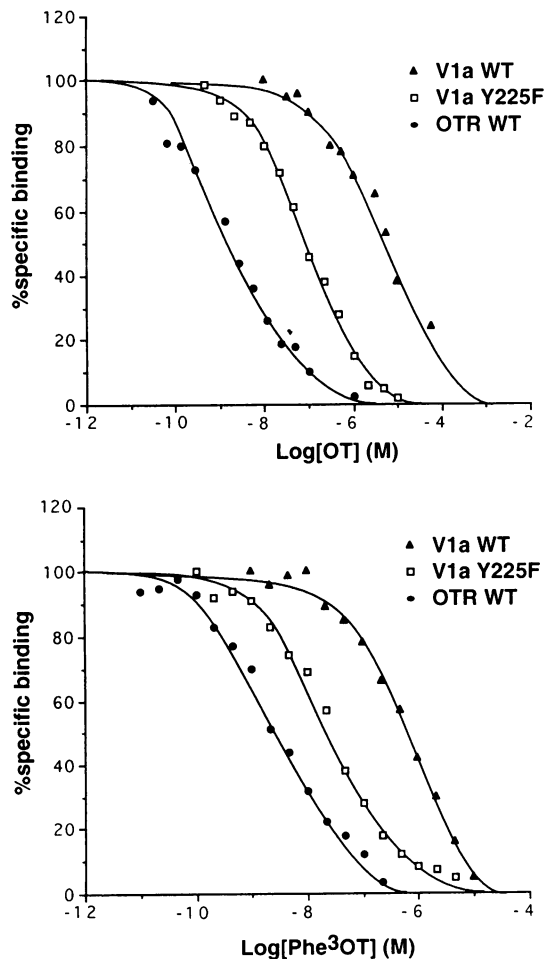 120
100
80
60
40
20
0
%specific binding
V1a WT
V1a Y225F
OTR WT
-12 -10 -8 -6 -4 -2
Log[OT] (M)
120
100
80
60
40
20
0
%specific binding
V1a WT
V1a Y225F
OTR WT
-12 -10 -8 -6 -4
Log[Phe³OT] (M)